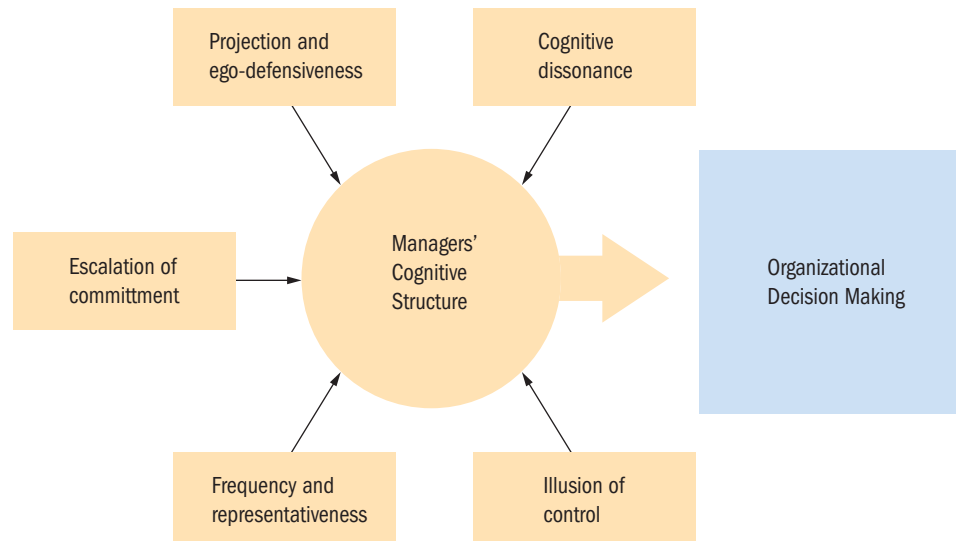 Projection and
ego-defensiveness
Cognitive
dissonance
Escalation of
committment
Managers’
Cognitive
Structure
Organizational
Decision Making
Frequency and
representativeness
Illusion of
control